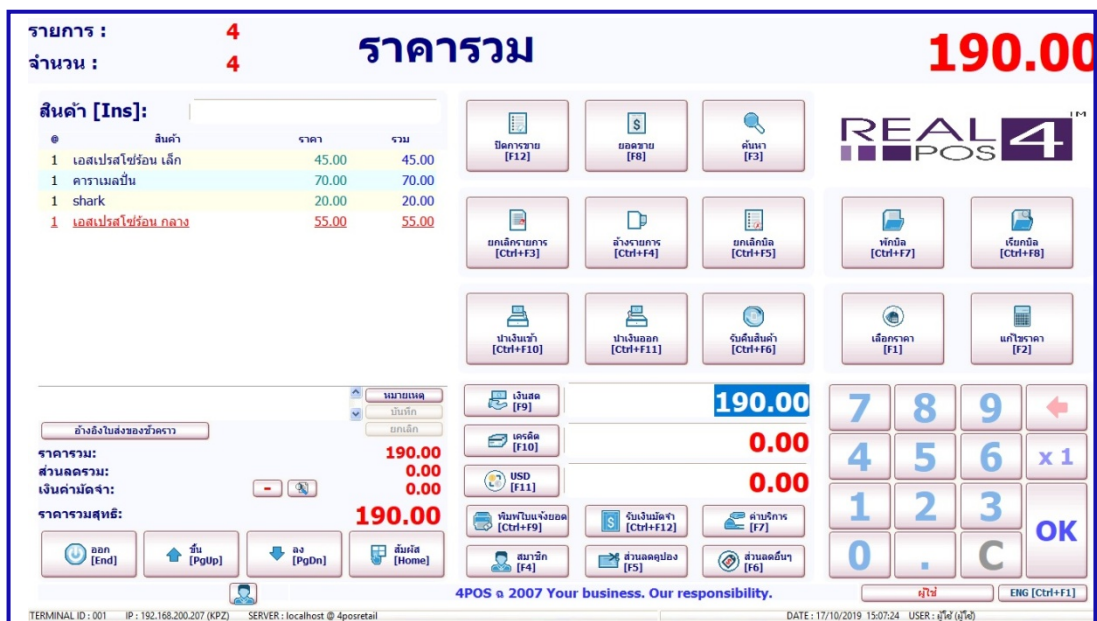 รายการ : 4
จำนวน : 4
ราคารวม
190.00
สินค้า [Ins]:
@ สินค้า ราคา รวม
1 เอสเปรสโซ่ร้อน เล็ก 45.00 45.00
1 คาราเมลปั่น 70.00 70.00
1 shark 20.00 20.00
1 เอสเปรสโซ่ร้อน กลาง 55.00 55.00
ปิดการขาย
[F12]
ยอดขาย
[F8]
ค้นหา
[F3]
REAL 4 TM
POS
ยกเลิกรายการ
[Ctrl+F3]
ล้างรายการ
[Ctrl+F4]
ยกเลิกบิล
[Ctrl+F5]
พักบิล
[Ctrl+F7]
เรียกบิล
[Ctrl+F8]
นำเงินเข้า
[Ctrl+F10]
นำเงินออก
[Ctrl+F11]
รับคืนสินค้า
[Ctrl+F6]
เลือกราคา
[F1]
แก้ไขราคา
[F2]
หมายเหตุ
บันทึก
ยกเลิก
อ้างอิงใบส่งของชั่วคราว
ราคารวม: 190.00
ส่วนลดรวม: 0.00
เงินค่ามัดจำ: - 0.00
ราคารวมสุทธิ: 190.00
ออก
[End]
ขึ้น
[PgUp]
ลง
[PgDn]
สัมผัส
[Home]
เงินสด
[F9]
190.00
เครดิต
[F10]
0.00
USD
[F11]
0.00
พิมพ์ใบแจ้งยอด
[Ctrl+F9]
รับเงินมัดจำ
[Ctrl+F12]
ค่าบริการ
[F7]
สมาชิก
[F4]
ส่วนลดคูปอง
[F5]
ส่วนลดอื่นๆ
[F6]
7 8 9
4 5 6 x 1
1 2 3
OK
0 . C
4POS ฉ 2007 Your business. Our responsibility.
ผู้ใช้
ENG [Ctrl+F1]
TERMINAL ID : 001 IP : 192.168.200.207 (KPZ) SERVER : localhost @ 4posretail DATE : 17/10/2019 15:07:24 USER : ผู้ใช้ (ผู้ใช้)